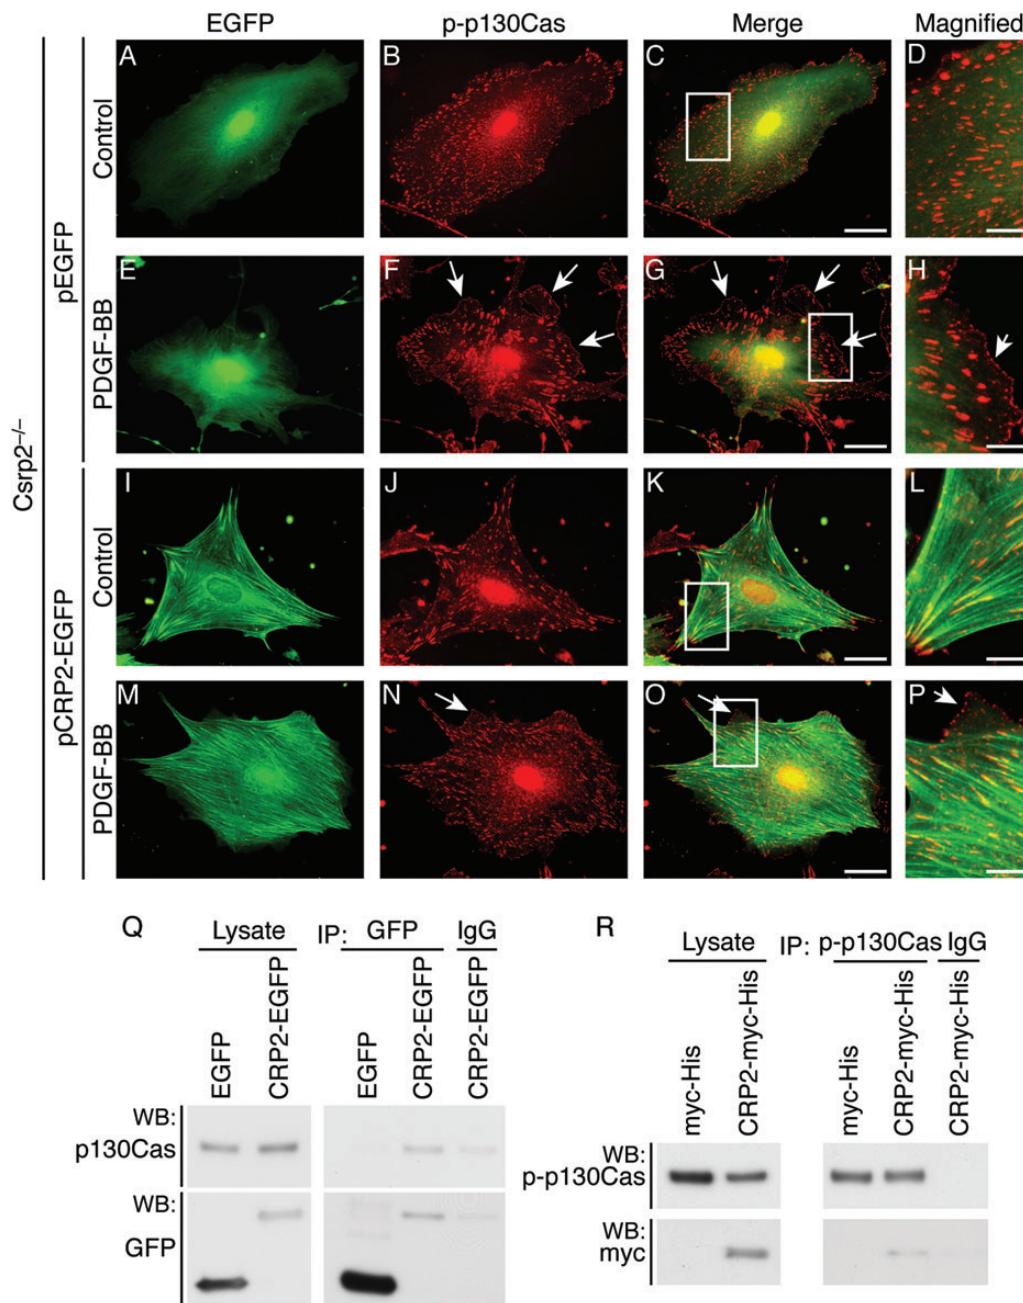 EGFP p-p130Cas Merge Magnified
Csrp2–/–
pEGFP
Control
A B C D
PDGF-BB
E F G H
pCRP2-EGFP
Control
I J K L
PDGF-BB
M N O P
Q
Lysate IP: GFP IgG
EGFP CRP2-EGFP EGFP CRP2-EGFP CRP2-EGFP
WB:
p130Cas
WB:
GFP
R
Lysate IP: p-p130Cas IgG
myc-His CRP2-myc-His myc-His CRP2-myc-His CRP2-myc-His
WB:
p-p130Cas
WB:
myc